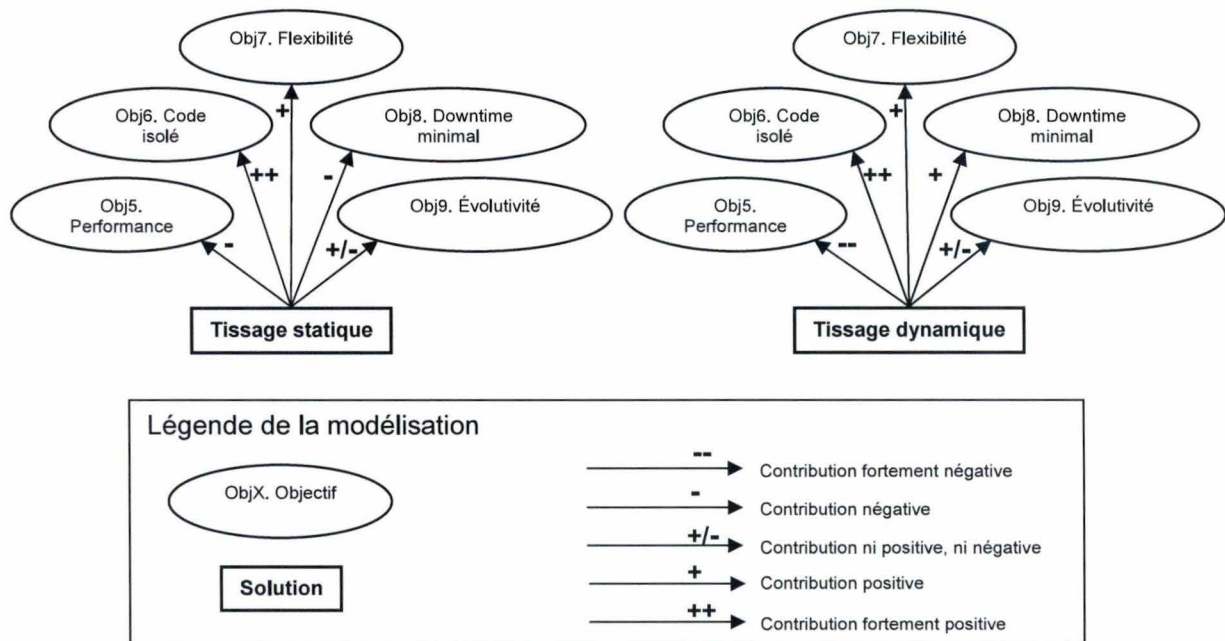 Obj7. Flexibilité
Obj6. Code
isolé
Obj8. Downtime
minimal
Obj5.
Performance
Obj9. Évolutivité
+
++
-
-
+/-
Tissage statique
Obj7. Flexibilité
Obj6. Code
isolé
Obj8. Downtime
minimal
Obj5.
Performance
Obj9. Évolutivité
+
++
+
--
+/-
Tissage dynamique
Légende de la modélisation
ObjX. Objectif
Solution
-- Contribution fortement négative
- Contribution négative
+/- Contribution ni positive, ni négative
+ Contribution positive
++ Contribution fortement positive